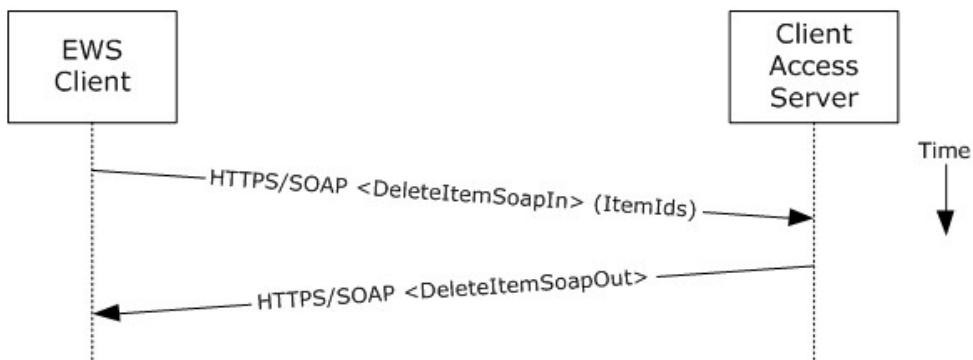 EWS
Client
Client
Access
Server
Time
HTTPS/SOAP <DeleteItemSoapIn> (ItemIds)
HTTPS/SOAP <DeleteItemSoapOut>